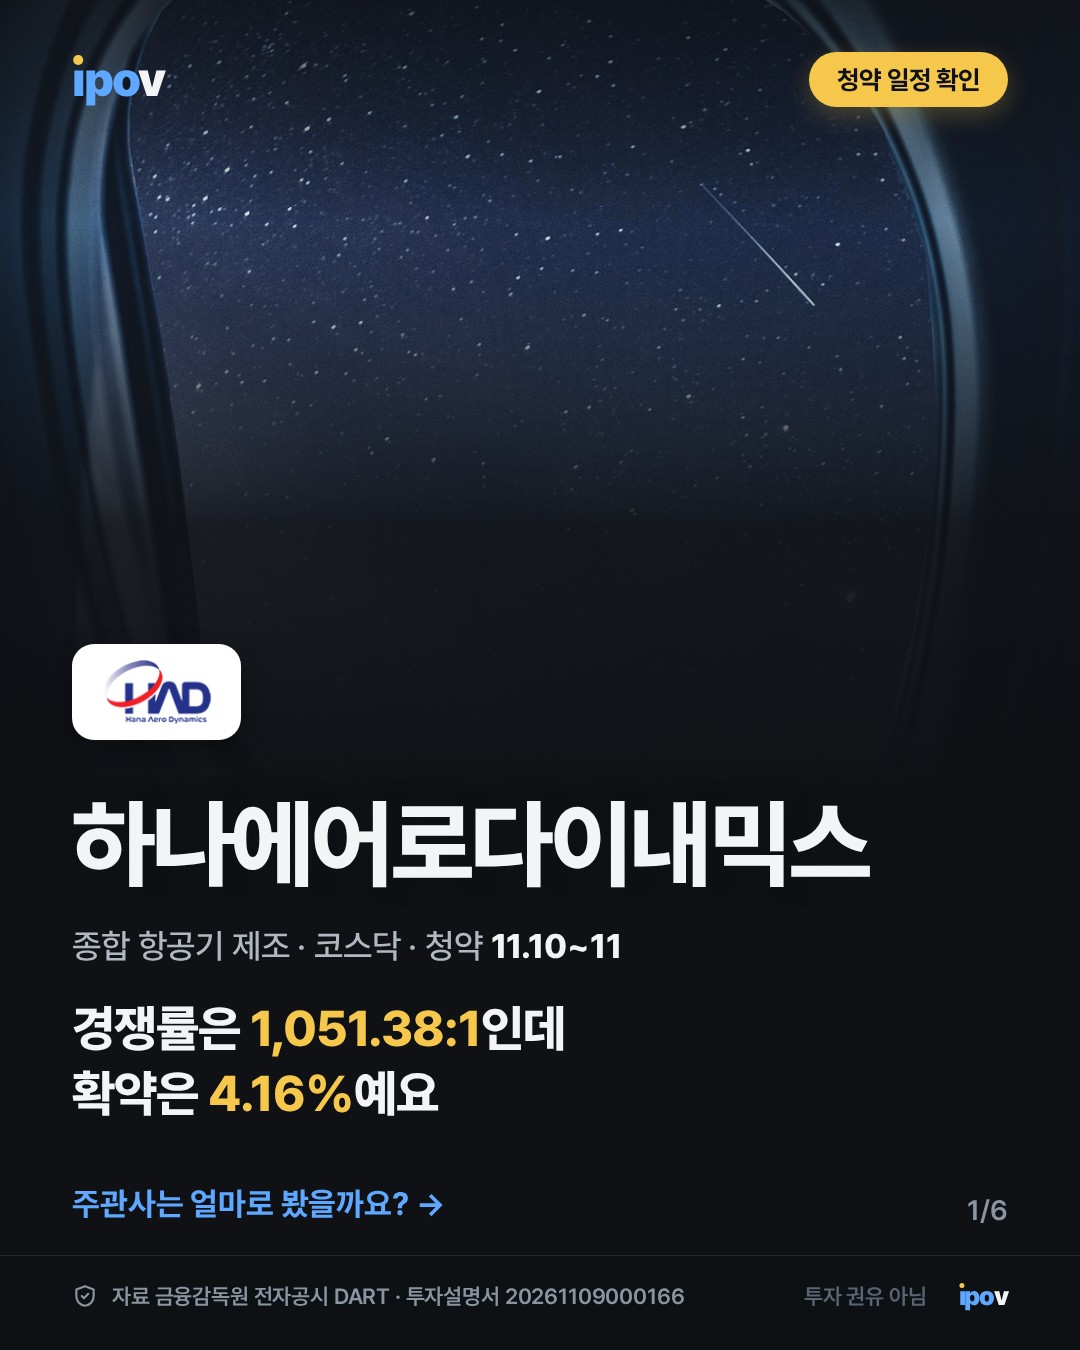 ipov
청약 일정 확인
HAD
Hana Aero Dynamics
하나에어로다이내믹스
종합 항공기 제조 · 코스닥 · 청약 11.10~11
경쟁률은 1,051.38:1인데
확약은 4.16%예요
주관사는 얼마로 봤을까요? →
1/6
자료 금융감독원 전자공시 DART · 투자설명서 20261109000166
투자 권유 아님
ipov